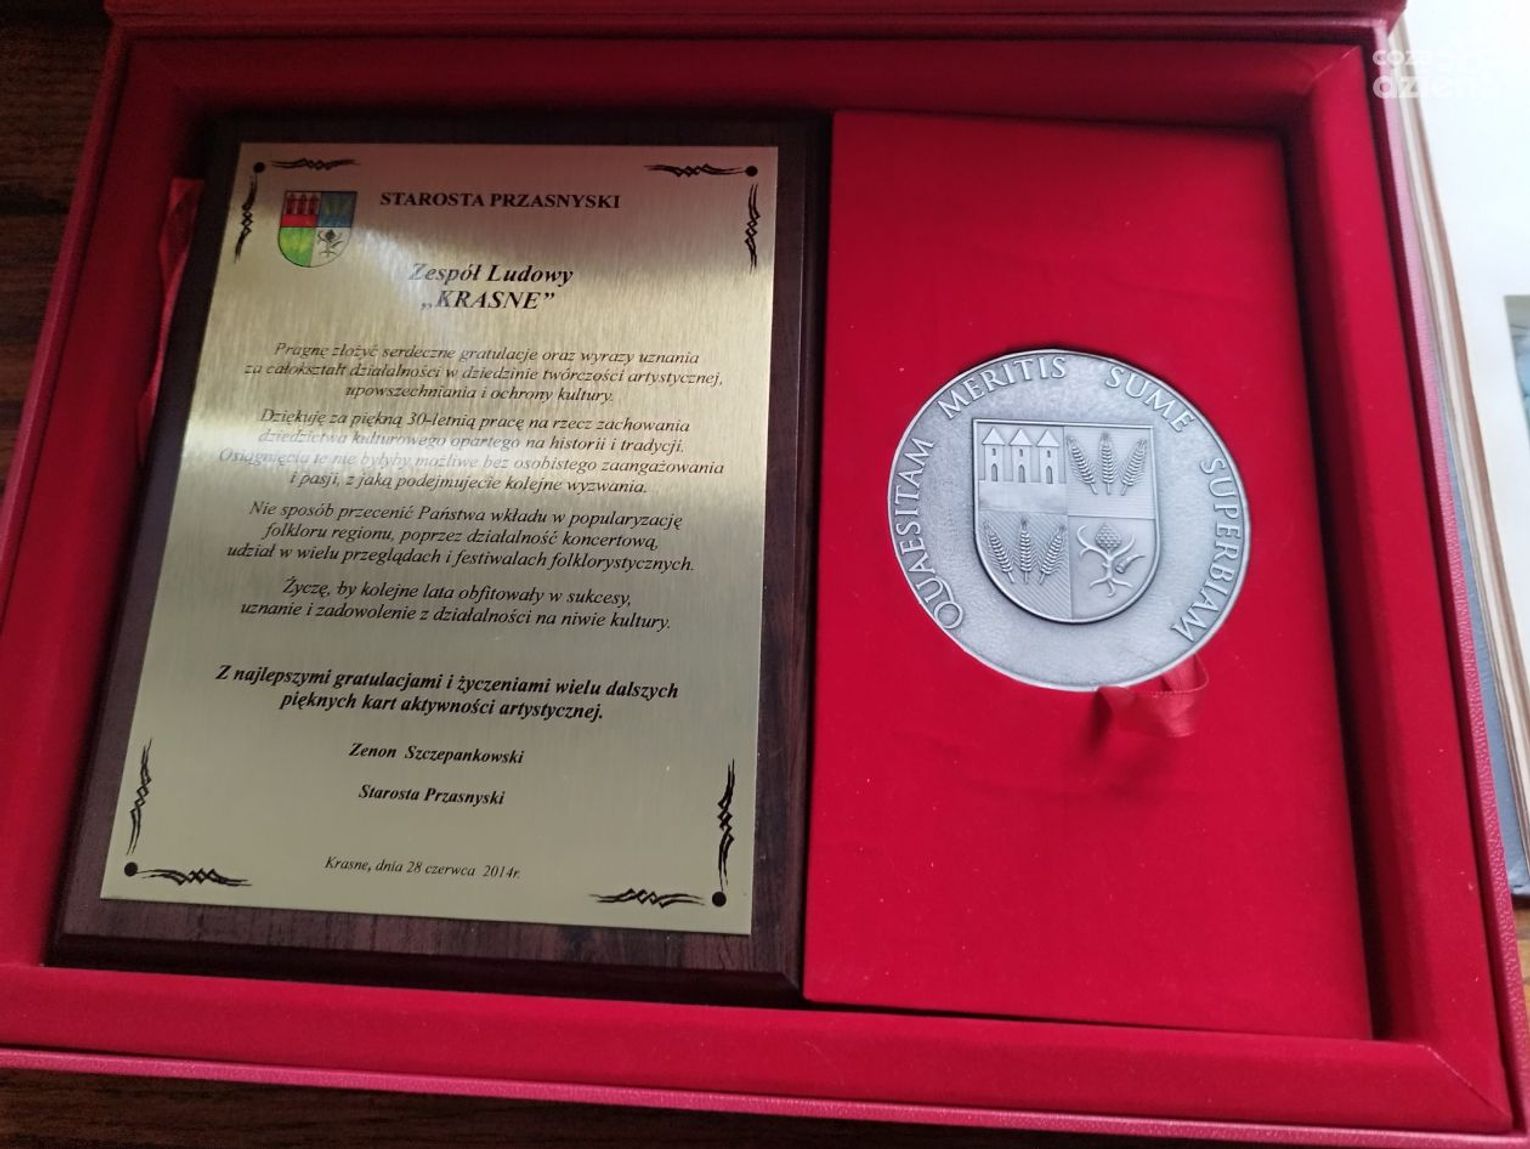 STAROSTA PRZASNYSKI
Zespół Ludowy
„KRASNE”
Pragnę złożyć serdeczne gratulacje oraz wyrazy uznania
za całokształt działalności w dziedzinie twórczości artystycznej,
upowszechniania i ochrony kultury.
Dziękuję za piękną 30-letnią pracę na rzecz zachowania
dziedzictwa kulturowego opartego na historii i tradycji.
Osiągnięcia te nie byłyby możliwe bez osobistego zaangażowania
i pasji, z jaką podejmujecie kolejne wyzwania.
Nie sposób przecenić Państwa wkładu w popularyzację
folkloru regionu, poprzez działalność koncertową,
udział w wielu przeglądach i festiwalach folklorystycznych.
Życzę, by kolejne lata obfitowały w sukcesy,
uznanie i zadowolenie z działalności na niwie kultury.
Z najlepszymi gratulacjami i życzeniami wielu dalszych
pięknych kart aktywności artystycznej.
Zenon Szczepankowski
Starosta Przasnyski
Krasne, dnia 28 czerwca 2014r.
QUAESITAM MERITIS SUME SUPERBIAM